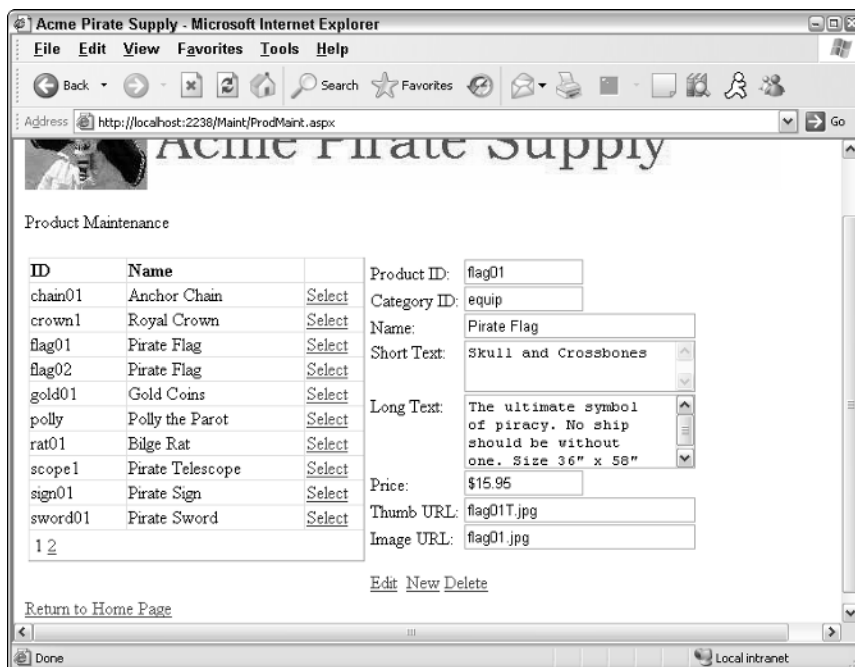 Acme Pirate Supply - Microsoft Internet Explorer
File Edit View Favorites Tools Help
Back Search Favorites
Address http://localhost:2238/Maint/ProdMaint.aspx Go
Acme Pirate Supply
Product Maintenance
ID Name
chain01 Anchor Chain Select
crown1 Royal Crown Select
flag01 Pirate Flag Select
flag02 Pirate Flag Select
gold01 Gold Coins Select
polly Polly the Parot Select
rat01 Bilge Rat Select
scope1 Pirate Telescope Select
sign01 Pirate Sign Select
sword01 Pirate Sword Select
1 2
Product ID: flag01
Category ID: equip
Name: Pirate Flag
Short Text: Skull and Crossbones
Long Text: The ultimate symbol
of piracy. No ship
should be without
one. Size 36" x 58"
Price: $15.95
Thumb URL: flag01T.jpg
Image URL: flag01.jpg
Edit New Delete
Return to Home Page
Done Local intranet